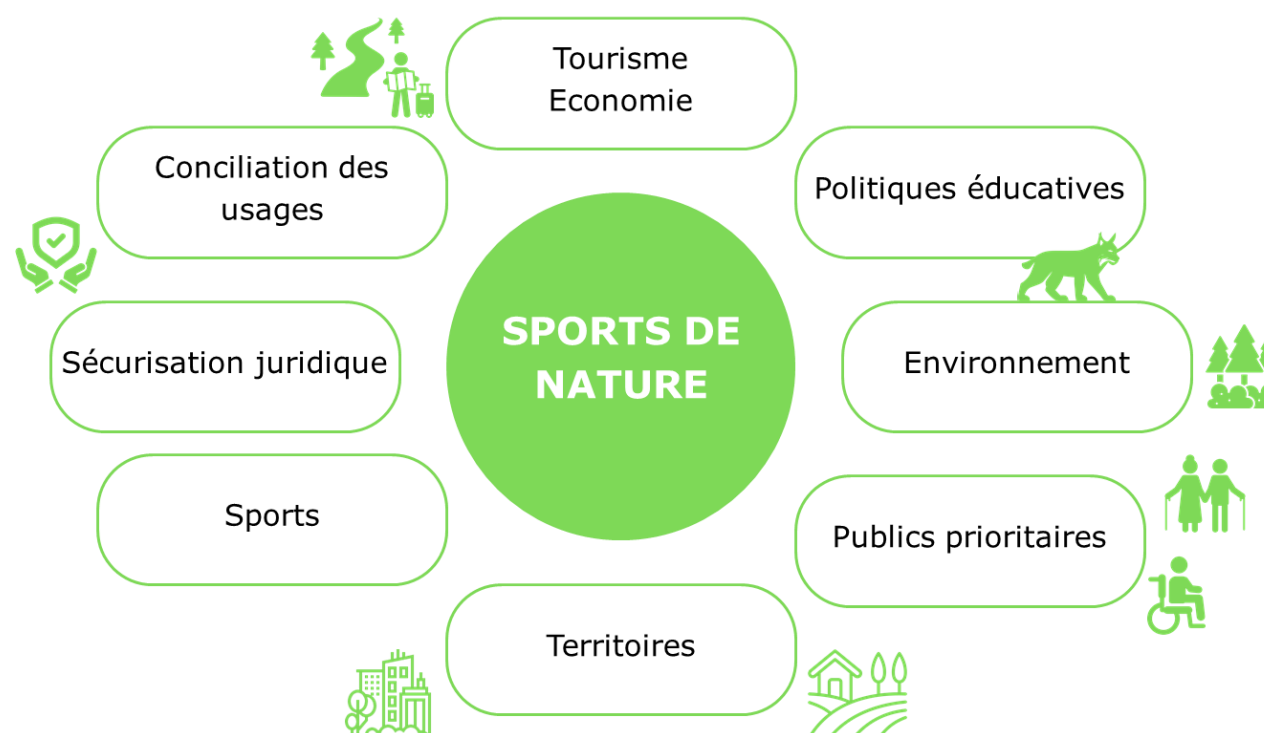 Tourisme
Economie
Conciliation des
usages
Politiques éducatives
SPORTS DE
NATURE
Sécurisation juridique
Environnement
Sports
Publics prioritaires
Territoires